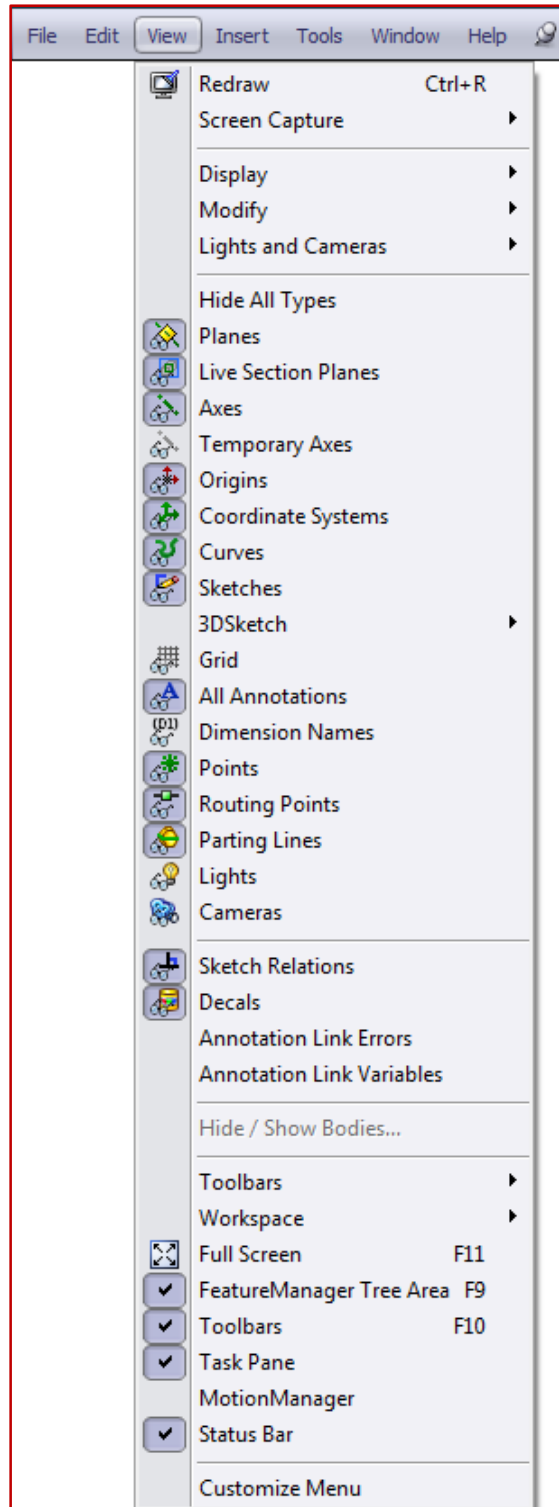 File Edit View Insert Tools Window Help
Redraw Ctrl+R
Screen Capture
Display
Modify
Lights and Cameras
Hide All Types
Planes
Live Section Planes
Axes
Temporary Axes
Origins
Coordinate Systems
Curves
Sketches
3DSketch
Grid
All Annotations
(D1) Dimension Names
Points
Routing Points
Parting Lines
Lights
Cameras
Sketch Relations
Decals
Annotation Link Errors
Annotation Link Variables
Hide / Show Bodies...
Toolbars
Workspace
Full Screen F11
FeatureManager Tree Area F9
Toolbars F10
Task Pane
MotionManager
Status Bar
Customize Menu